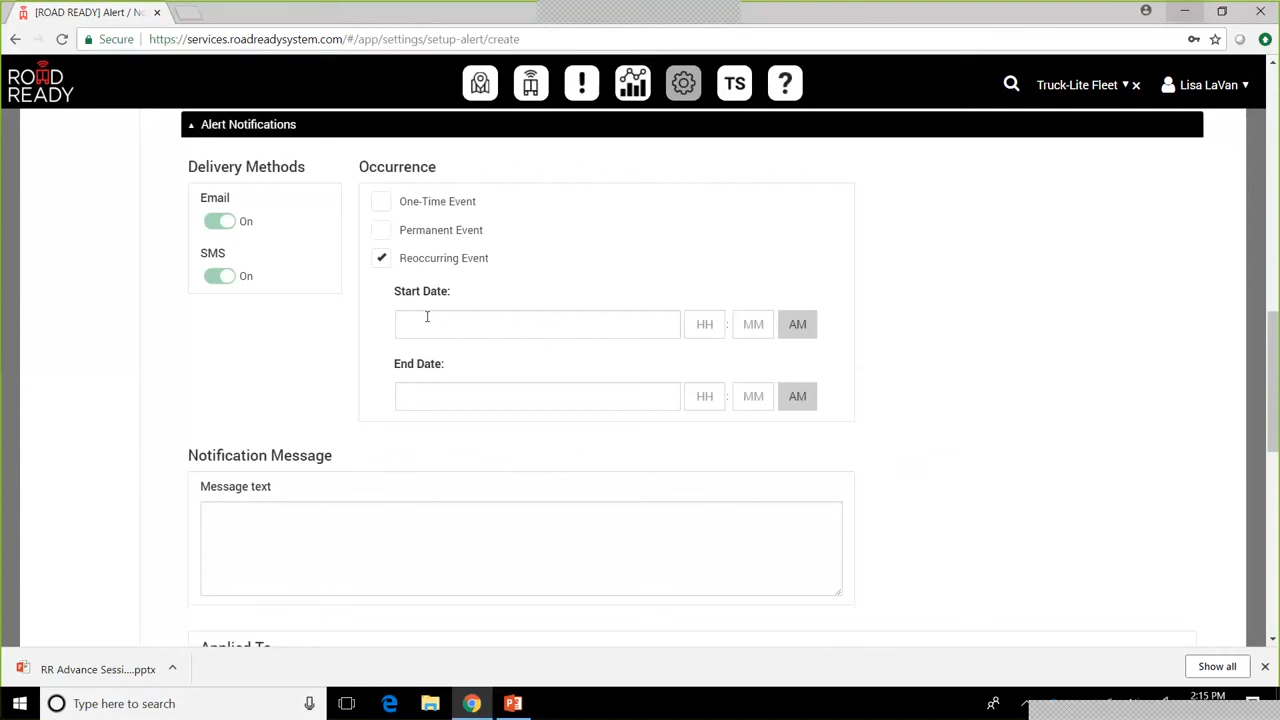 [ROAD READY] Alert / No
Secure
https://services.roadreadysystem.com/#/app/settings/setup-alert/create
ROAD
READY
!
TS
?
Truck-Lite Fleet
Lisa LaVan
Alert Notifications
Delivery Methods
Occurrence
Email
On
SMS
On
One-Time Event
Permanent Event
Reoccurring Event
Start Date:
HH : MM AM
End Date:
HH : MM AM
Notification Message
Message text
Applied To
RR Advance Sessi....pptx
Show all
Type here to search
2:15 PM